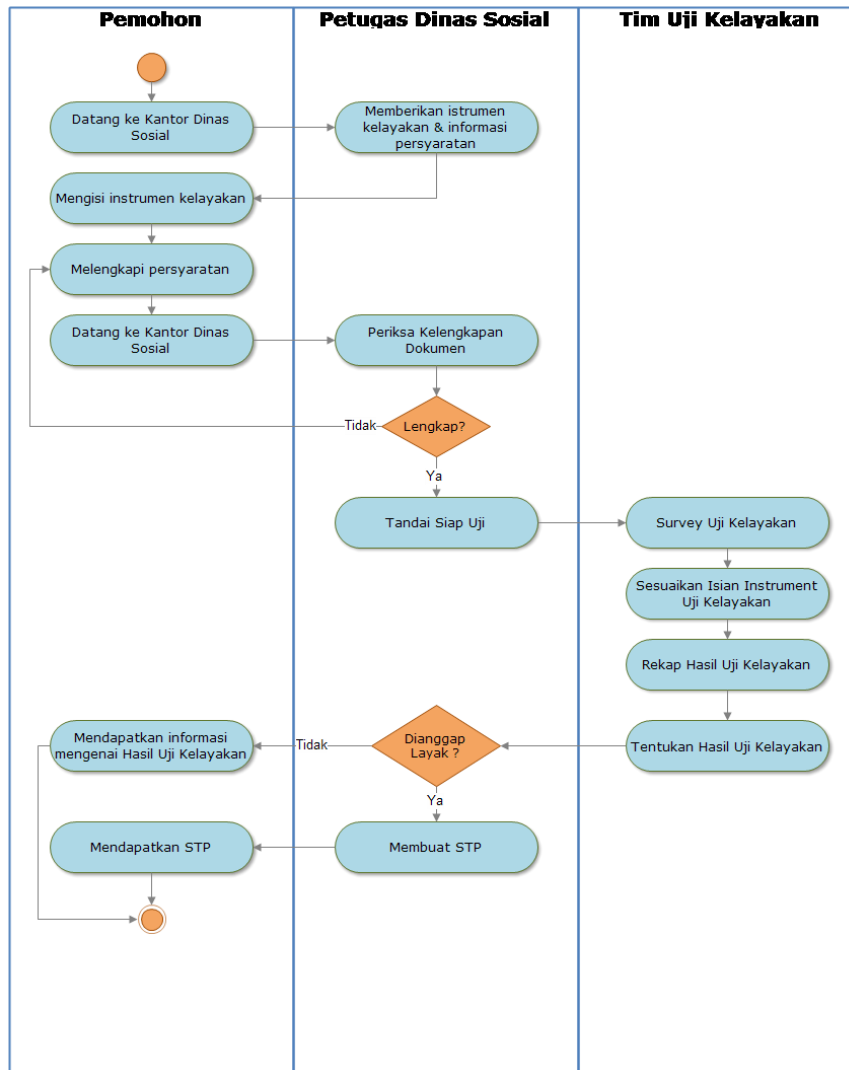 Pemohon
Petugas Dinas Sosial
Tim Uji Kelayakan
Datang ke Kantor Dinas
Sosial
Memberikan istrumen
kelayakan & informasi
persyaratan
Mengisi instrumen kelayakan
Melengkapi persyaratan
Datang ke Kantor Dinas
Sosial
Periksa Kelengkapan
Dokumen
Tidak
Lengkap?
Ya
Tandai Siap Uji
Survey Uji Kelayakan
Sesuaikan Isian Instrument
Uji Kelayakan
Rekap Hasil Uji Kelayakan
Tentukan Hasil Uji Kelayakan
Dianggap
Layak ?
Tidak
Mendapatkan informasi
mengenai Hasil Uji Kelayakan
Ya
Membuat STP
Mendapatkan STP